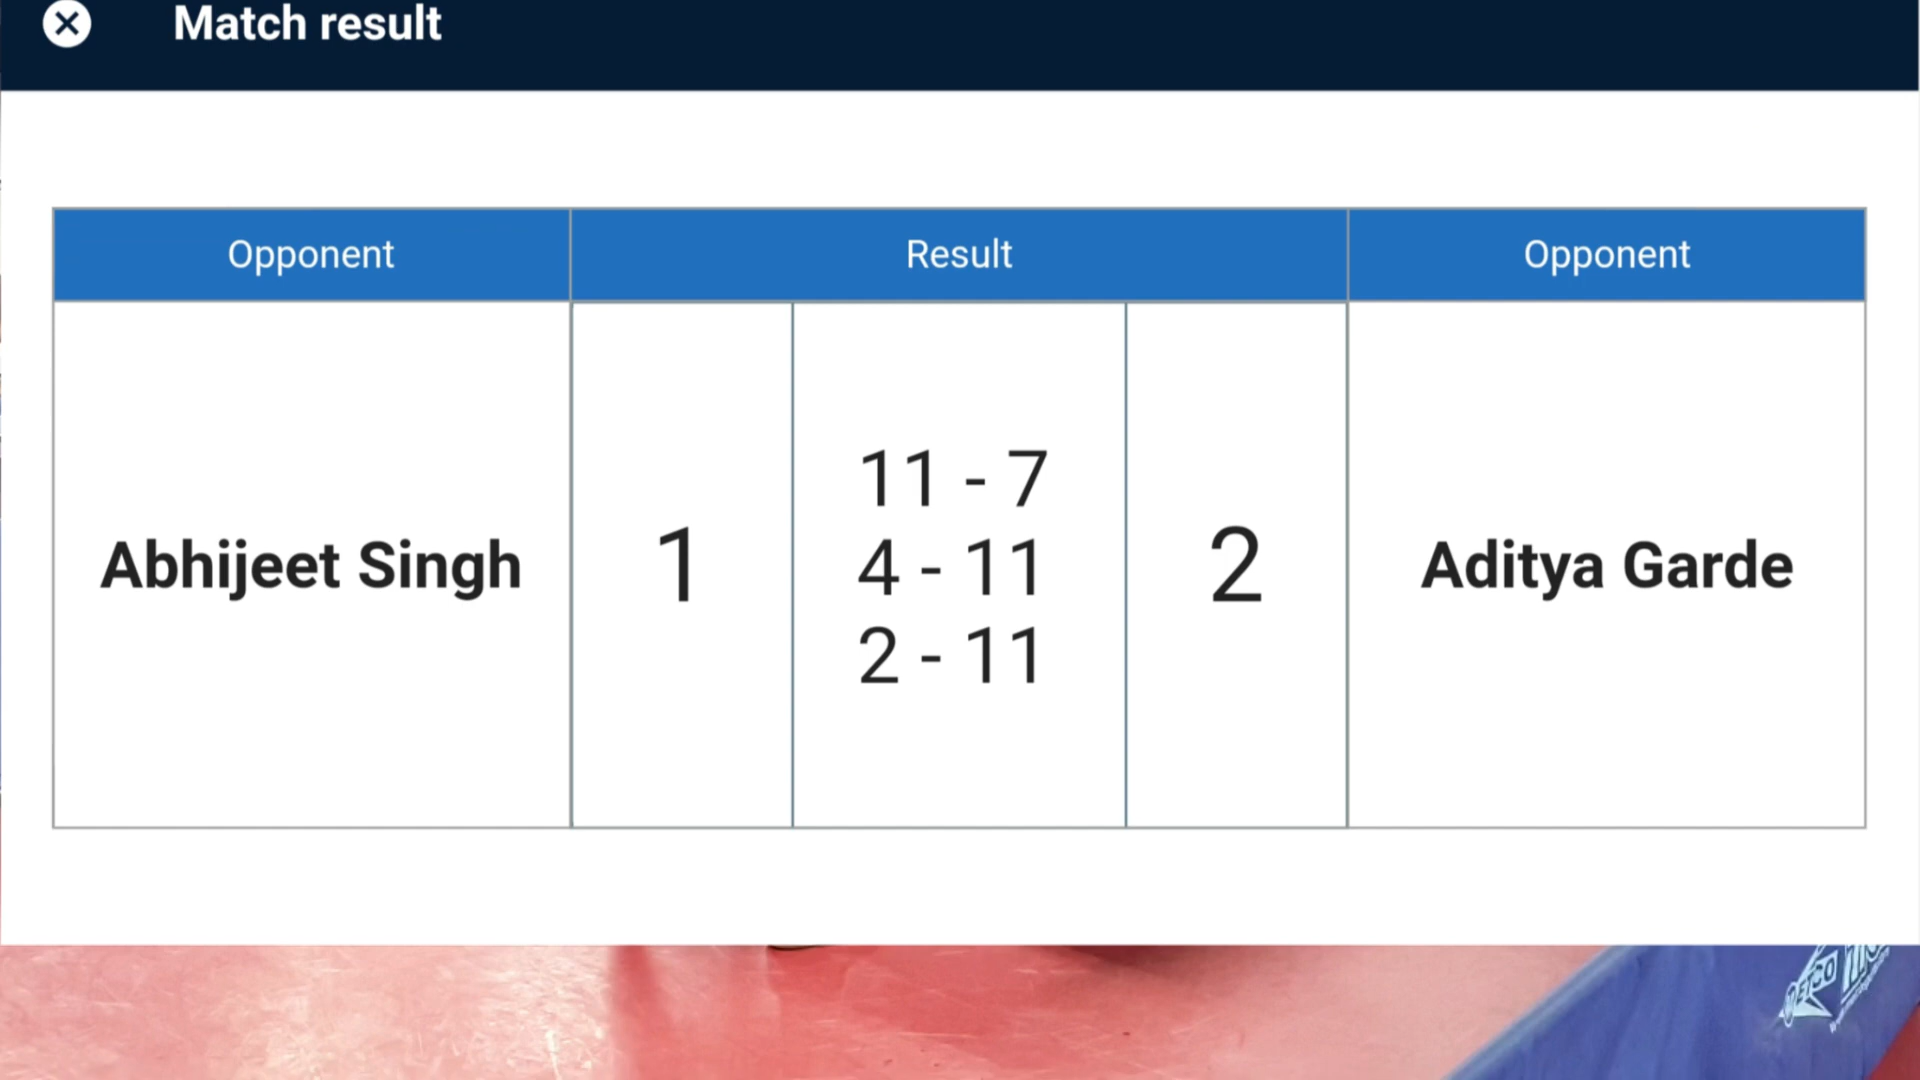 Match result
Opponent
Result
Opponent
Abhijeet Singh
1
11 - 7
4 - 11
2 - 11
2
Aditya Garde